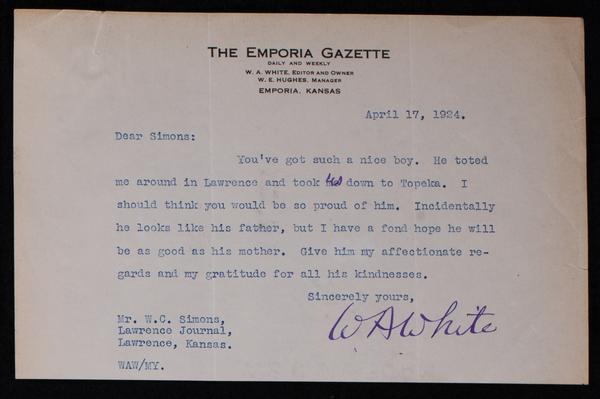 THE EMPORIA GAZETTE
DAILY AND WEEKLY
W. A. WHITE, EDITOR AND OWNER
W. E. HUGHES, MANAGER
EMPORIA, KANSAS
April 17, 1924.
Dear Simons:
You've got such a nice boy. He toted
me around in Lawrence and took us down to Topeka. I
should think you would be so proud of him. Incidentally
he looks like his father, but I have a fond hope he will
be as good as his mother. Give him my affectionate re-
gards and my gratitude for all his kindnesses.
Sincerely yours,
W A White
Mr. W.C. Simons,
Lawrence Journal,
Lawrence, Kansas.
WAW/MY.